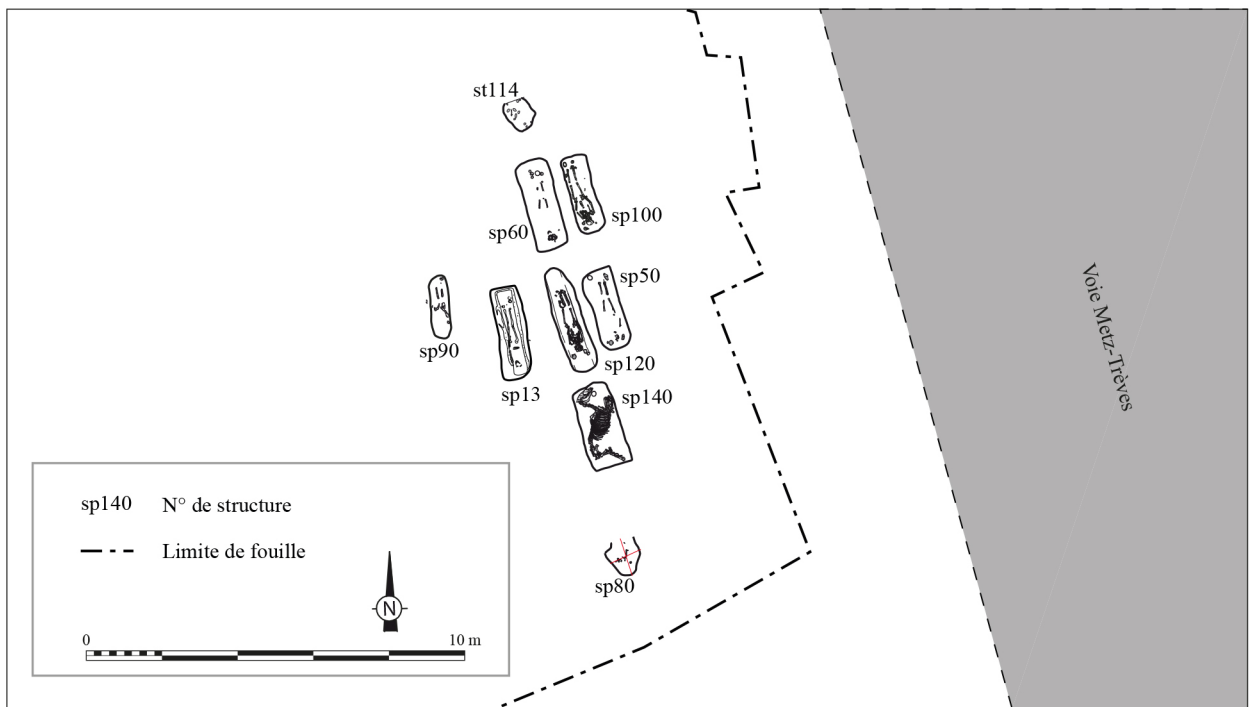 st114
sp100
sp60
sp50
sp90
sp120
sp13
sp140
Voie Metz-Trèves
sp140 N° de structure
Limite de fouille
N
0 10 m
sp80